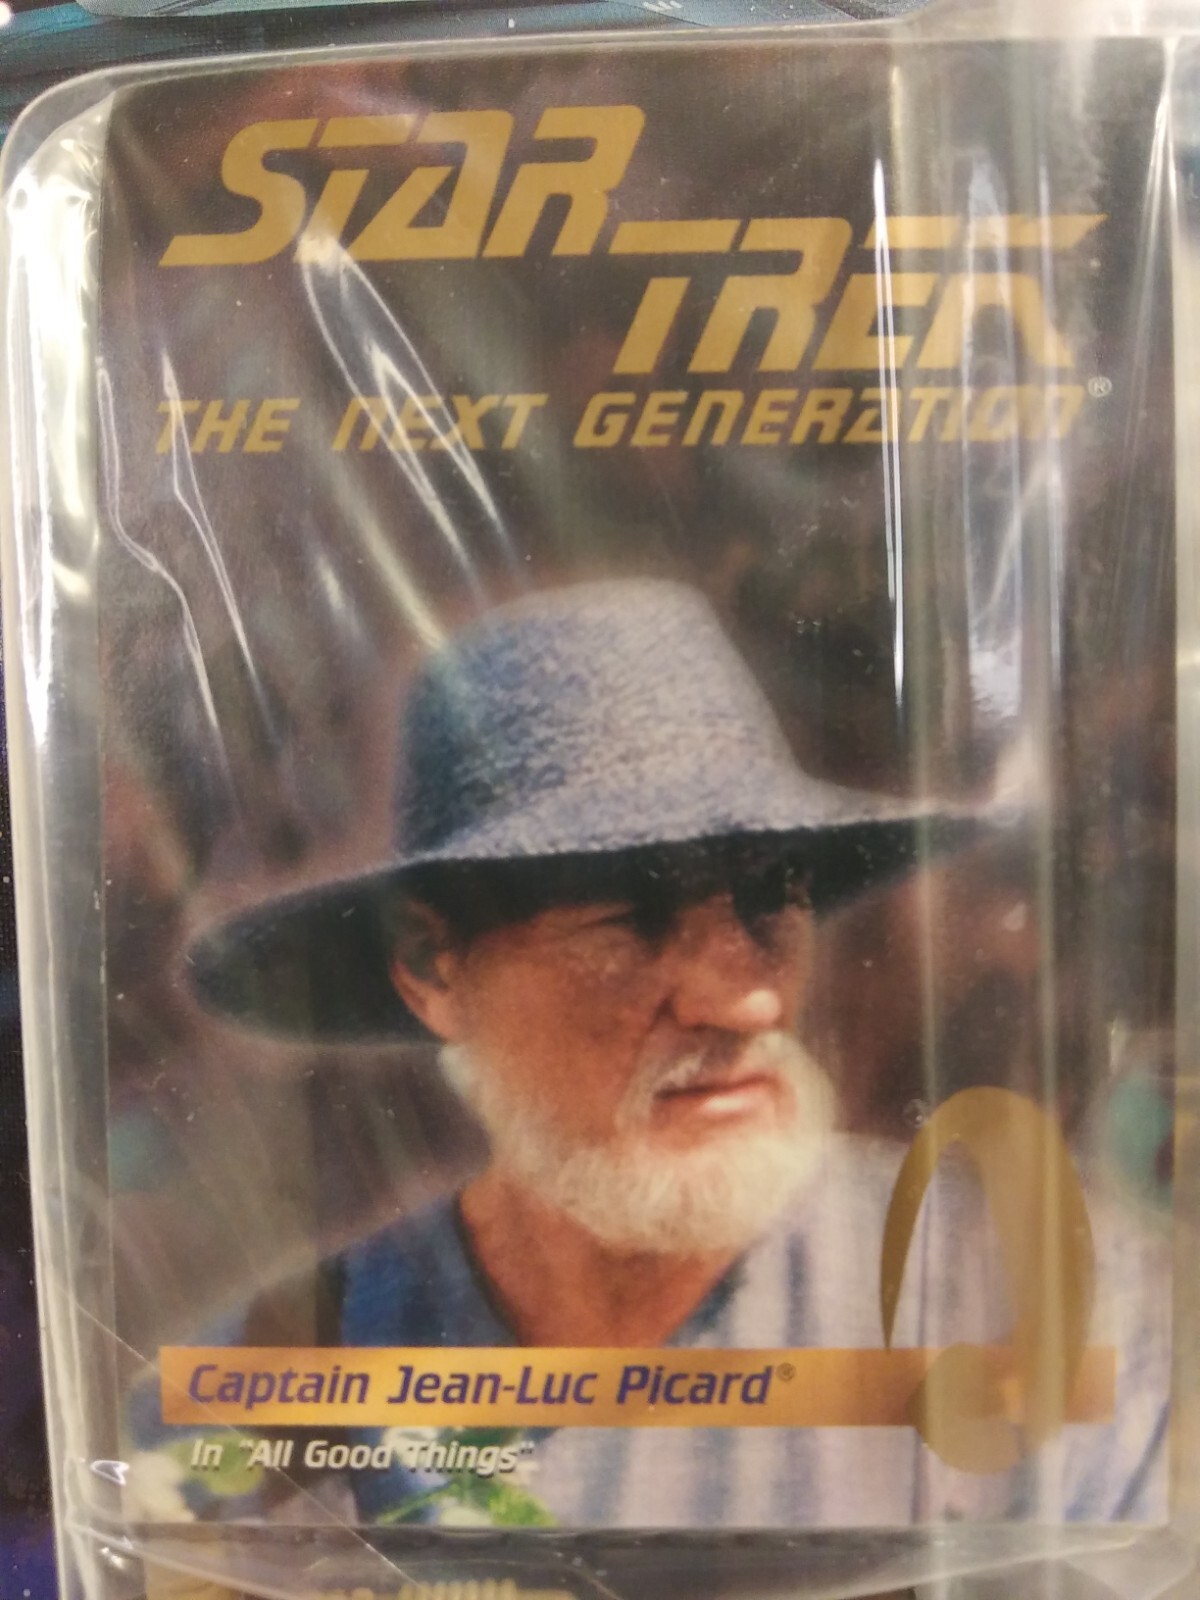 STAR
TREK
THE NEXT GENERATION®
Captain Jean-Luc Picard®
In "All Good Things"